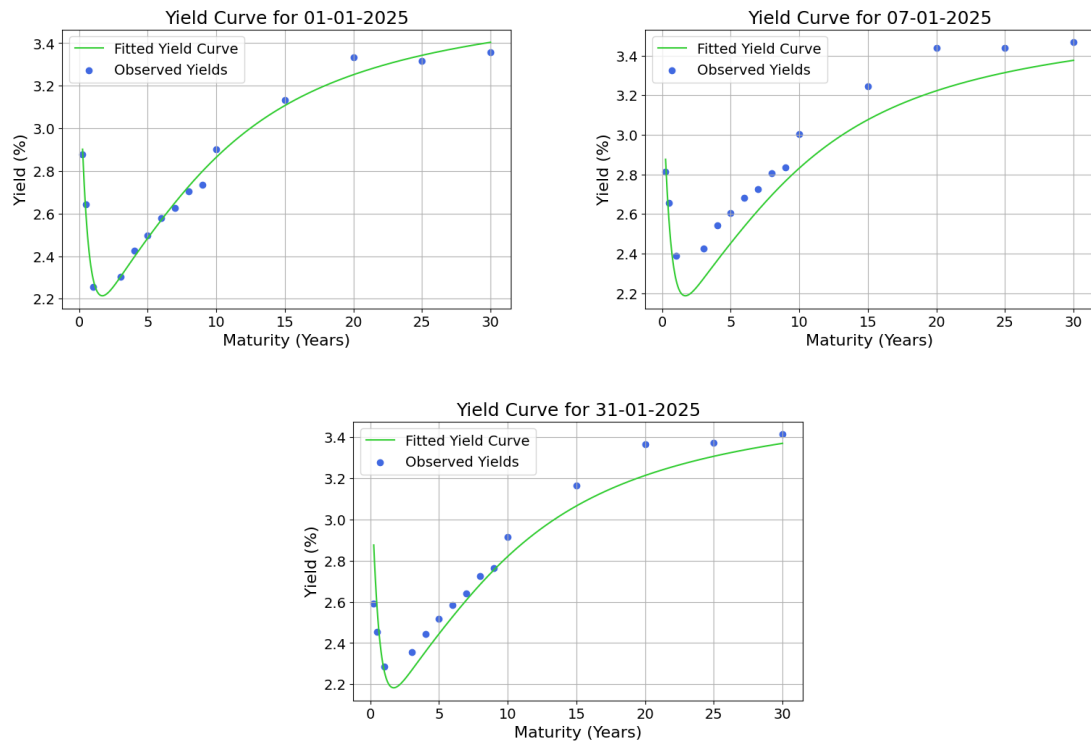 Yield Curve for 01-01-2025
Fitted Yield Curve
Observed Yields
Yield (%)
3.4
3.2
3.0
2.8
2.6
2.4
2.2
0 5 10 15 20 25 30
Maturity (Years)
Yield Curve for 07-01-2025
Fitted Yield Curve
Observed Yields
Yield (%)
3.4
3.2
3.0
2.8
2.6
2.4
2.2
0 5 10 15 20 25 30
Maturity (Years)
Yield Curve for 31-01-2025
Fitted Yield Curve
Observed Yields
Yield (%)
3.4
3.2
3.0
2.8
2.6
2.4
2.2
0 5 10 15 20 25 30
Maturity (Years)